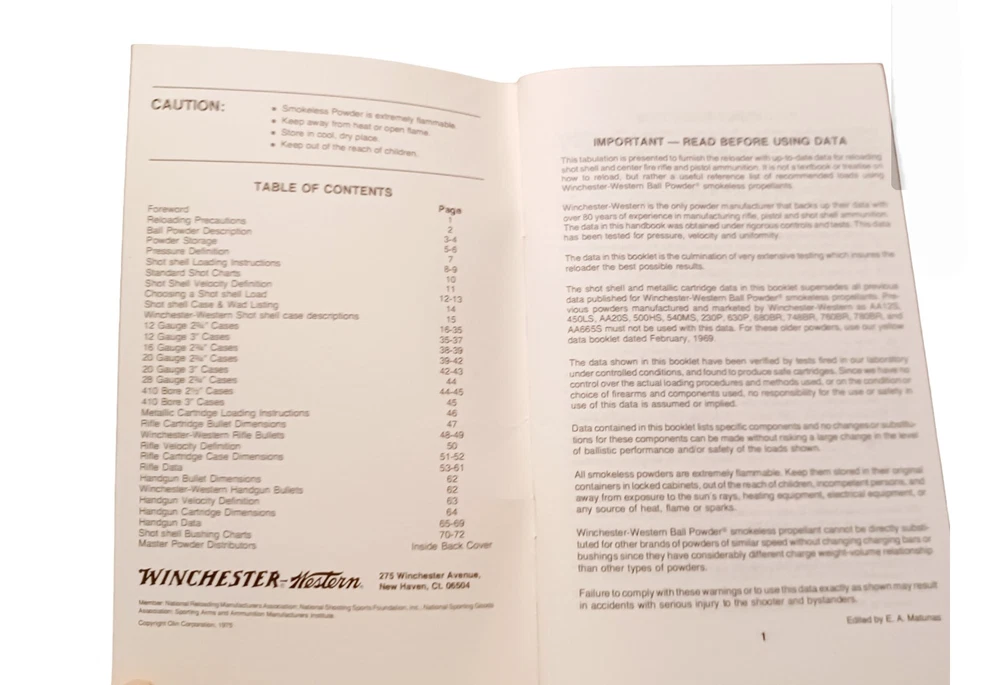 CAUTION:
• Smokeless Powder is extremely flammable.
• Keep away from heat or open flame.
• Store in cool, dry place.
• Keep out of the reach of children.
TABLE OF CONTENTS
Page
Foreword 1
Reloading Precautions 2
Ball Powder Description 3-4
Powder Storage 5-6
Pressure Definition 7
Shot shell Loading Instructions 8-9
Standard Shot Charts 10
Shot Shell Velocity Definition 11
Choosing a Shot shell Load 12-13
Shot shell Case & Wad Listing 14
Winchester-Western Shot shell case descriptions 15
12 Gauge 2¾" Cases 16-35
12 Gauge 3" Cases 35-37
16 Gauge 2¾" Cases 38-39
20 Gauge 2¾" Cases 39-42
20 Gauge 3" Cases 42-43
28 Gauge 2¾" Cases 44
410 Bore 2½" Cases 44-45
410 Bore 3" Cases 45
Metallic Cartridge Loading Instructions 46
Rifle Cartridge Bullet Dimensions 47
Winchester-Western Rifle Bullets 48-49
Rifle Velocity Definition 50
Rifle Cartridge Case Dimensions 51-52
Rifle Data 53-61
Handgun Bullet Dimensions 62
Winchester-Western Handgun Bullets 62
Handgun Velocity Definition 63
Handgun Cartridge Dimensions 64
Handgun Data 65-69
Shot shell Bushing Charts 70-72
Master Powder Distributors Inside Back Cover
WINCHESTER-Western
275 Winchester Avenue,
New Haven, Ct. 06504
Member: National Reloading Manufacturers Association, National Shooting Sports Foundation, Inc., National Sporting Goods
Association, Sporting Arms and Ammunition Manufacturers Institute.
Copyright Olin Corporation, 1975
IMPORTANT — READ BEFORE USING DATA
This tabulation is presented to furnish the reloader with up-to-date data for reloading
shot shell and center fire rifle and pistol ammunition. It is not a textbook or treatise on
how to reload, but rather a useful reference list of recommended loads using
Winchester-Western Ball Powder® smokeless propellants.
Winchester-Western is the only powder manufacturer that backs up their data with
over 80 years of experience in manufacturing rifle, pistol and shot shell ammunition.
The data in this handbook was obtained under rigorous controls and tests. This data
has been tested for pressure, velocity and uniformity.
The data in this booklet is the culmination of very extensive testing which insures the
reloader the best possible results.
The shot shell and metallic cartridge data in this booklet supersedes all previous
data published for Winchester-Western Ball Powder® smokeless propellants. Pre-
vious powders manufactured and marketed by Winchester-Western as AA12S,
450LS, AA20S, 500HS, 540MS, 230P, 630P, 680BR, 748BR, 760BR, 780BR, and
AA665S must not be used with this data. For these older powders, use our yellow
data booklet dated February, 1969.
The data shown in this booklet have been verified by tests fired in our laboratory
under controlled conditions, and found to produce safe cartridges. Since we have no
control over the actual loading procedures and methods used, or on the condition or
choice of firearms and components used, no responsibility for the use or safety in
use of this data is assumed or implied.
Data contained in this booklet lists specific components and no changes or substitu-
tions for these components can be made without risking a large change in the level
of ballistic performance and/or safety of the loads shown.
All smokeless powders are extremely flammable. Keep them stored in their original
containers in locked cabinets, out of the reach of children, incompetent persons, and
away from exposure to the sun's rays, heating equipment, electrical equipment, or
any source of heat, flame or sparks.
Winchester-Western Ball Powder® smokeless propellant cannot be directly substi-
tuted for other brands of powders of similar speed without changing charging bars or
bushings since they have considerably different charge weight-volume relationship
than other types of powders.
Failure to comply with these warnings or to use this data exactly as shown may result
in accidents with serious injury to the shooter and bystanders.
Edited by E. A. Matunas
1